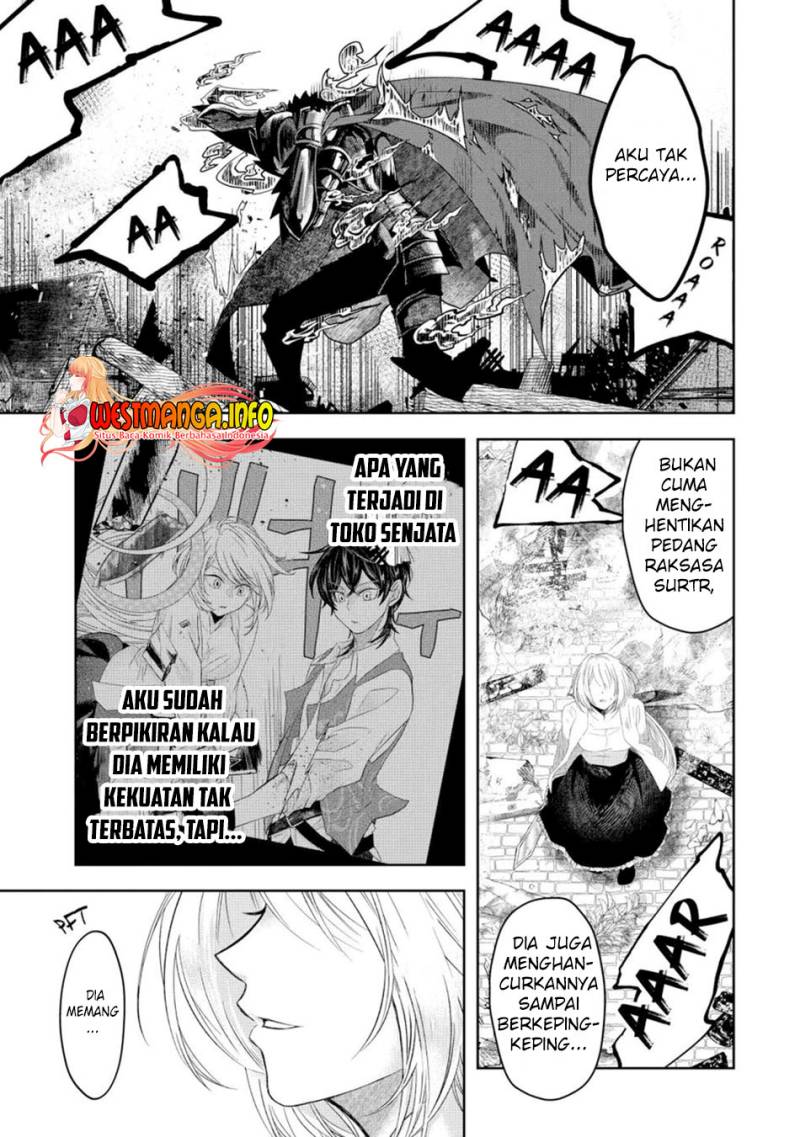 AAA
AAAA
AKU TAK
PERCAYA...
AA
ROAAA
WESTMANGA.INFO
Situs Baca Komik Berbahasa Indonesia
AA
BUKAN
CUMA
MENG-
HENTIKAN
PEDANG
RAKSASA
SURTR,
APA YANG
TERJADI DI
TOKO SENJATA
AKU SUDAH
BERPIKIRAN KALAU
DIA MEMILIKI
KEKUATAN TAK
TERBATAS, TAPI...
AAAAR
DIA JUGA
MENGHAN-
CURKANNYA
SAMPAI
BERKEPING-
KEPING...
PFT
DIA
MEMANG
...